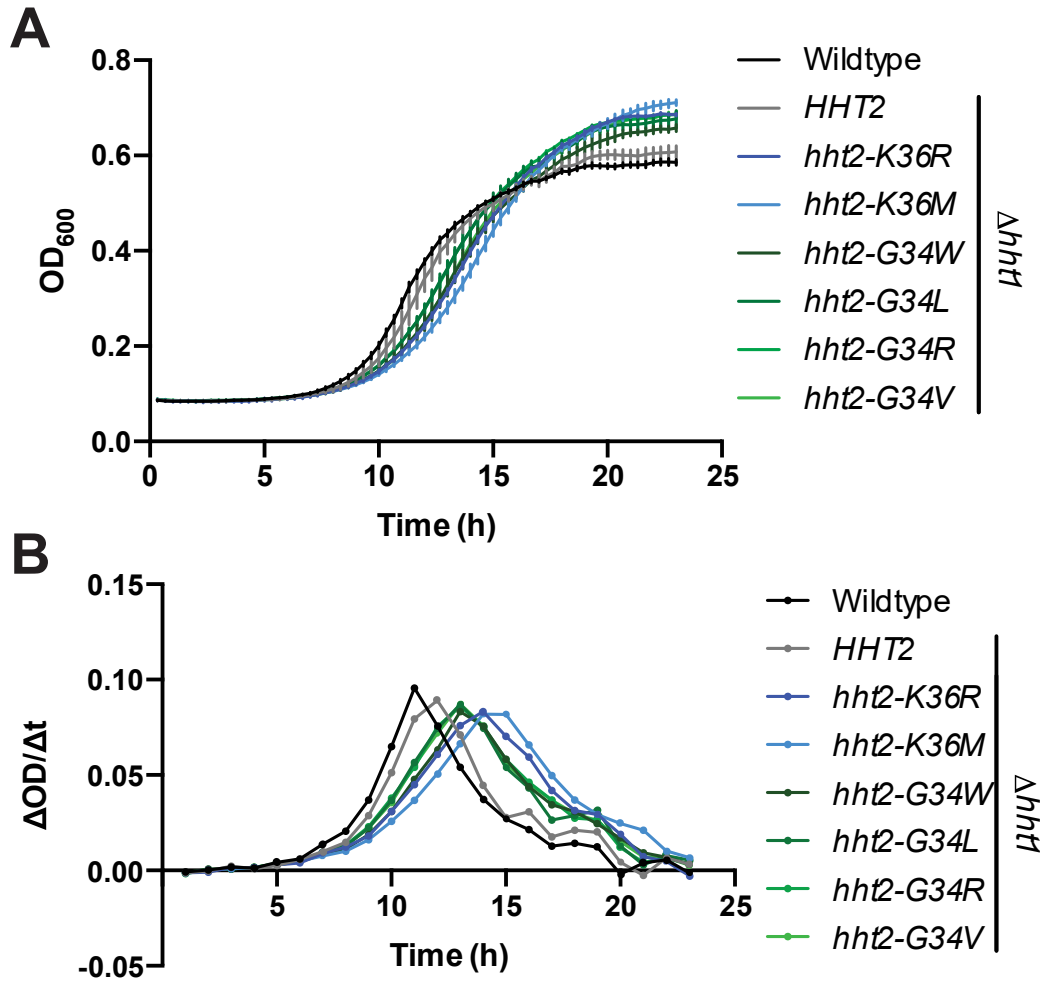 A
0.8
0.6
0.4
0.2
0.0
OD600
0 5 10 15 20 25
Time (h)
Wildtype
HHT2
hht2-K36R
hht2-K36M
hht2-G34W
hht2-G34L
hht2-G34R
hht2-G34V
Δhht1
B
0.15
0.10
0.05
0.00
-0.05
ΔOD/Δt
5 10 15 20 25
Time (h)
Wildtype
HHT2
hht2-K36R
hht2-K36M
hht2-G34W
hht2-G34L
hht2-G34R
hht2-G34V
Δhht1